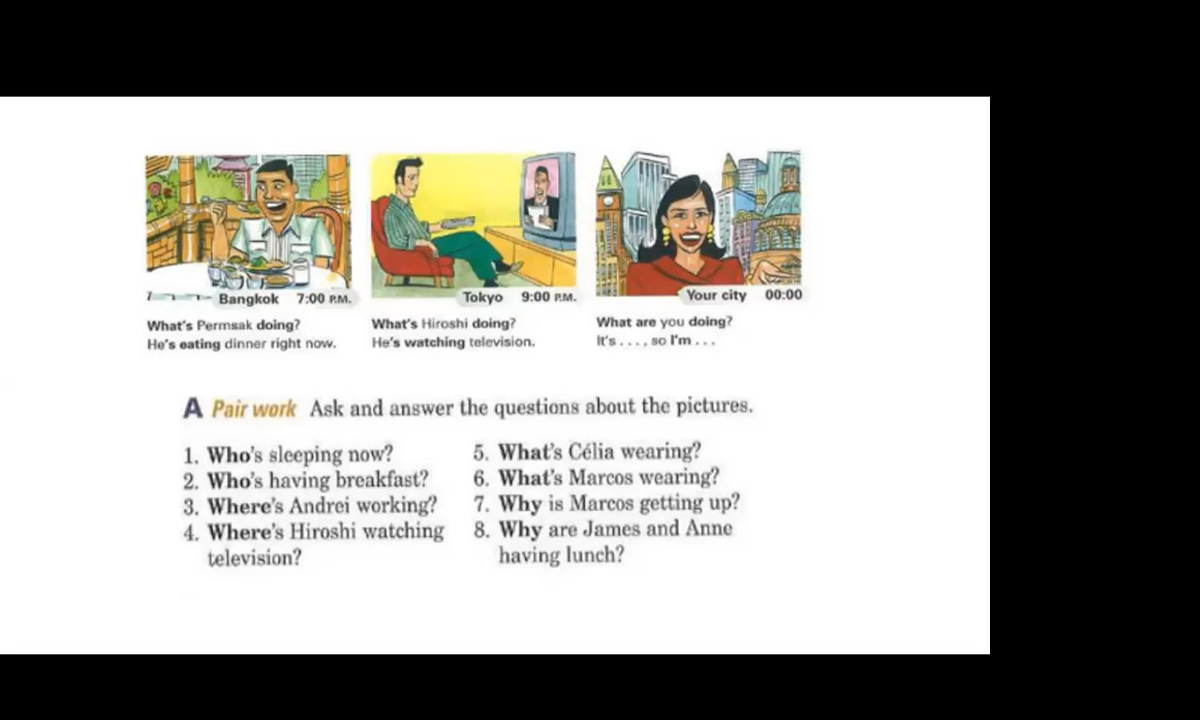 Bangkok 7:00 P.M.
Tokyo 9:00 P.M.
Your city 00:00
What's Permsak doing?
He's eating dinner right now.
What's Hiroshi doing?
He's watching television.
What are you doing?
It's . . . , so I'm . . .
A Pair work Ask and answer the questions about the pictures.
1. Who's sleeping now?
2. Who's having breakfast?
3. Where's Andrei working?
4. Where's Hiroshi watching
television?
5. What's Célia wearing?
6. What's Marcos wearing?
7. Why is Marcos getting up?
8. Why are James and Anne
having lunch?